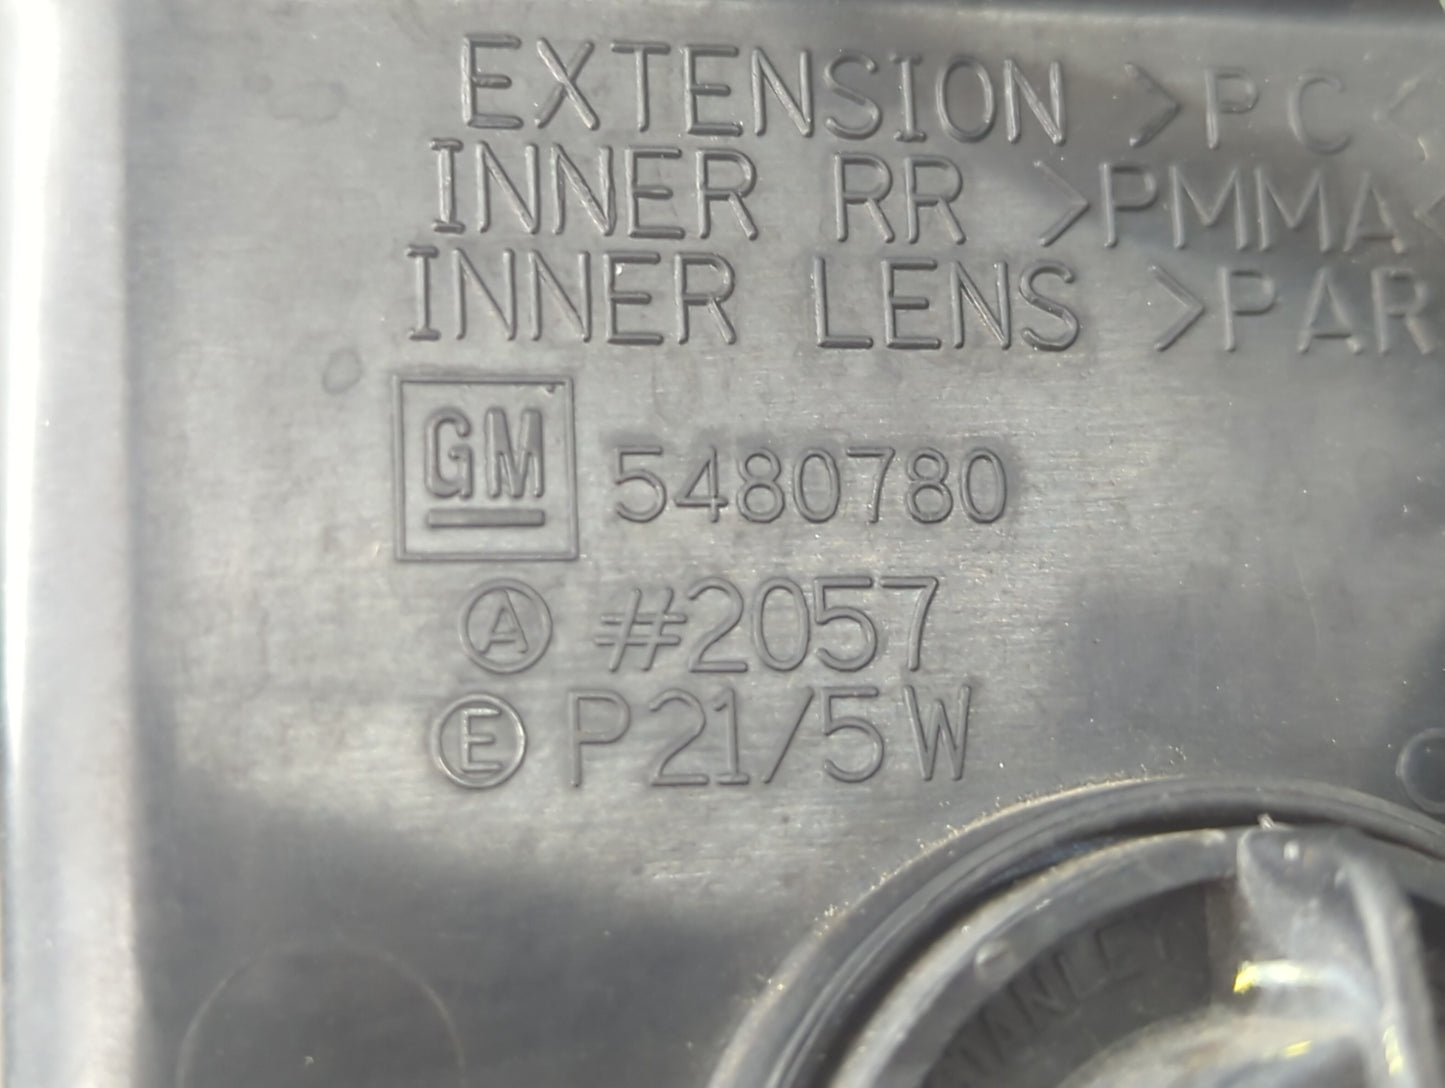 EXTENSION >PC<
INNER RR >PMMA<
INNER LENS >PAR
GM 5480780
A #2057
E P21/5W